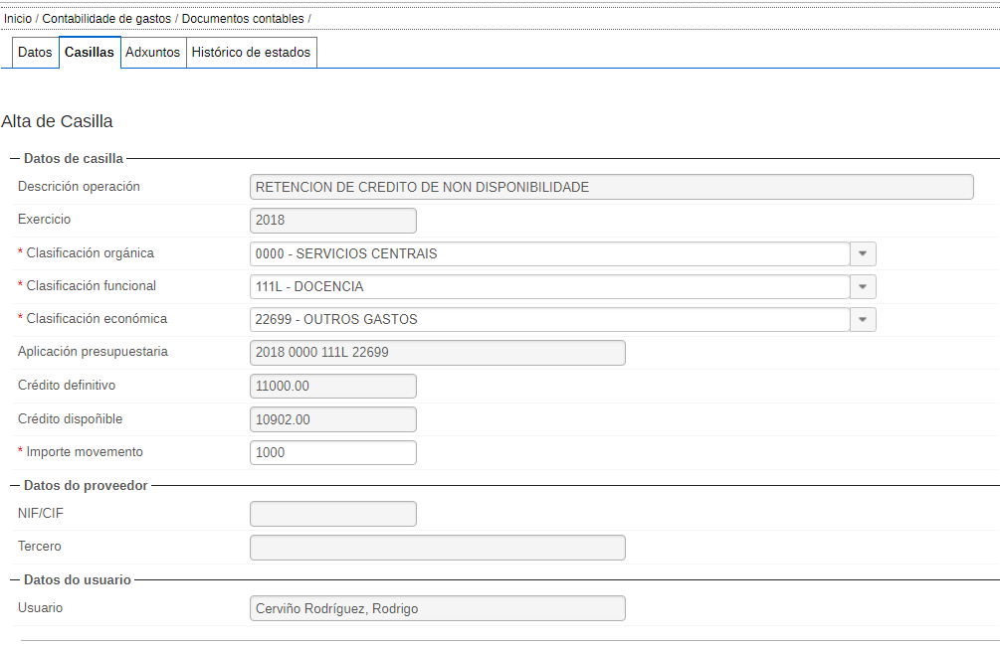 Inicio / Contabilidade de gastos / Documentos contables /
Datos Casillas Adxuntos Histórico de estados
Alta de Casilla
Datos de casilla
Descrición operación RETENCION DE CREDITO DE NON DISPONIBILIDADE
Exercicio 2018
* Clasificación orgánica 0000 - SERVICIOS CENTRAIS
* Clasificación funcional 111L - DOCENCIA
* Clasificación económica 22699 - OUTROS GASTOS
Aplicación presupuestaria 2018 0000 111L 22699
Crédito definitivo 11000.00
Crédito dispoñible 10902.00
* Importe movemento 1000
Datos do proveedor
NIF/CIF
Tercero
Datos do usuario
Usuario Cerviño Rodríguez, Rodrigo